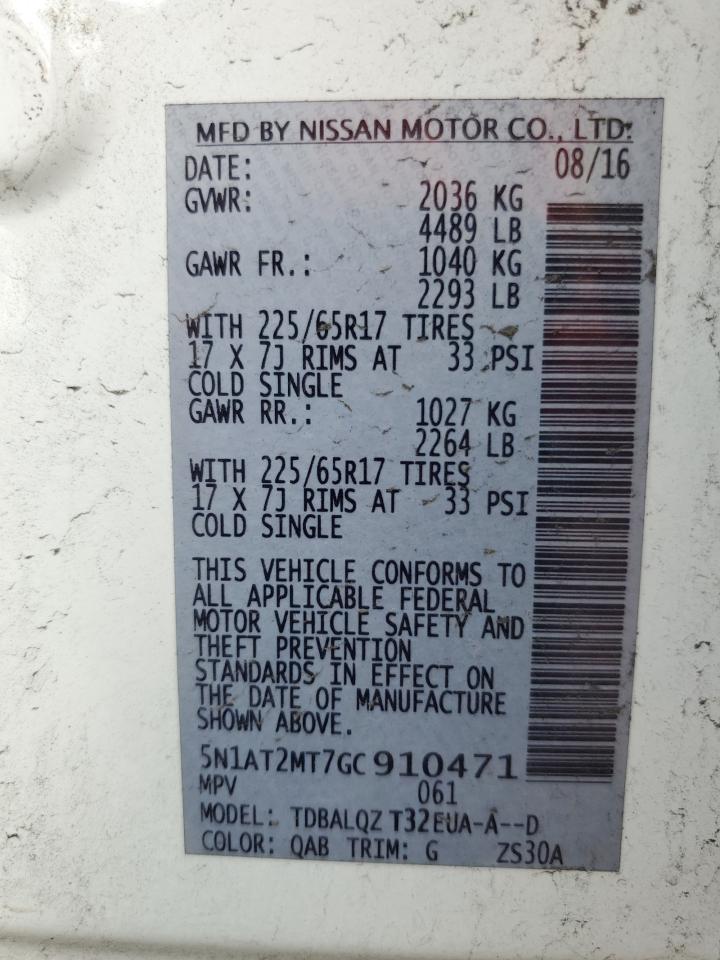 MFD BY NISSAN MOTOR CO., LTD.
DATE: 08/16
GVWR: 2036 KG
4489 LB
GAWR FR.: 1040 KG
2293 LB
WITH 225/65R17 TIRES
17 X 7J RIMS AT 33 PSI
COLD SINGLE
GAWR RR.: 1027 KG
2264 LB
WITH 225/65R17 TIRES
17 X 7J RIMS AT 33 PSI
COLD SINGLE
THIS VEHICLE CONFORMS TO
ALL APPLICABLE FEDERAL
MOTOR VEHICLE SAFETY AND
THEFT PREVENTION
STANDARDS IN EFFECT ON
THE DATE OF MANUFACTURE
SHOWN ABOVE.
5N1AT2MT7GC910471
MPV 061
MODEL: TDBALQZ T32EUA-A--D
COLOR: QAB TRIM: G ZS30A